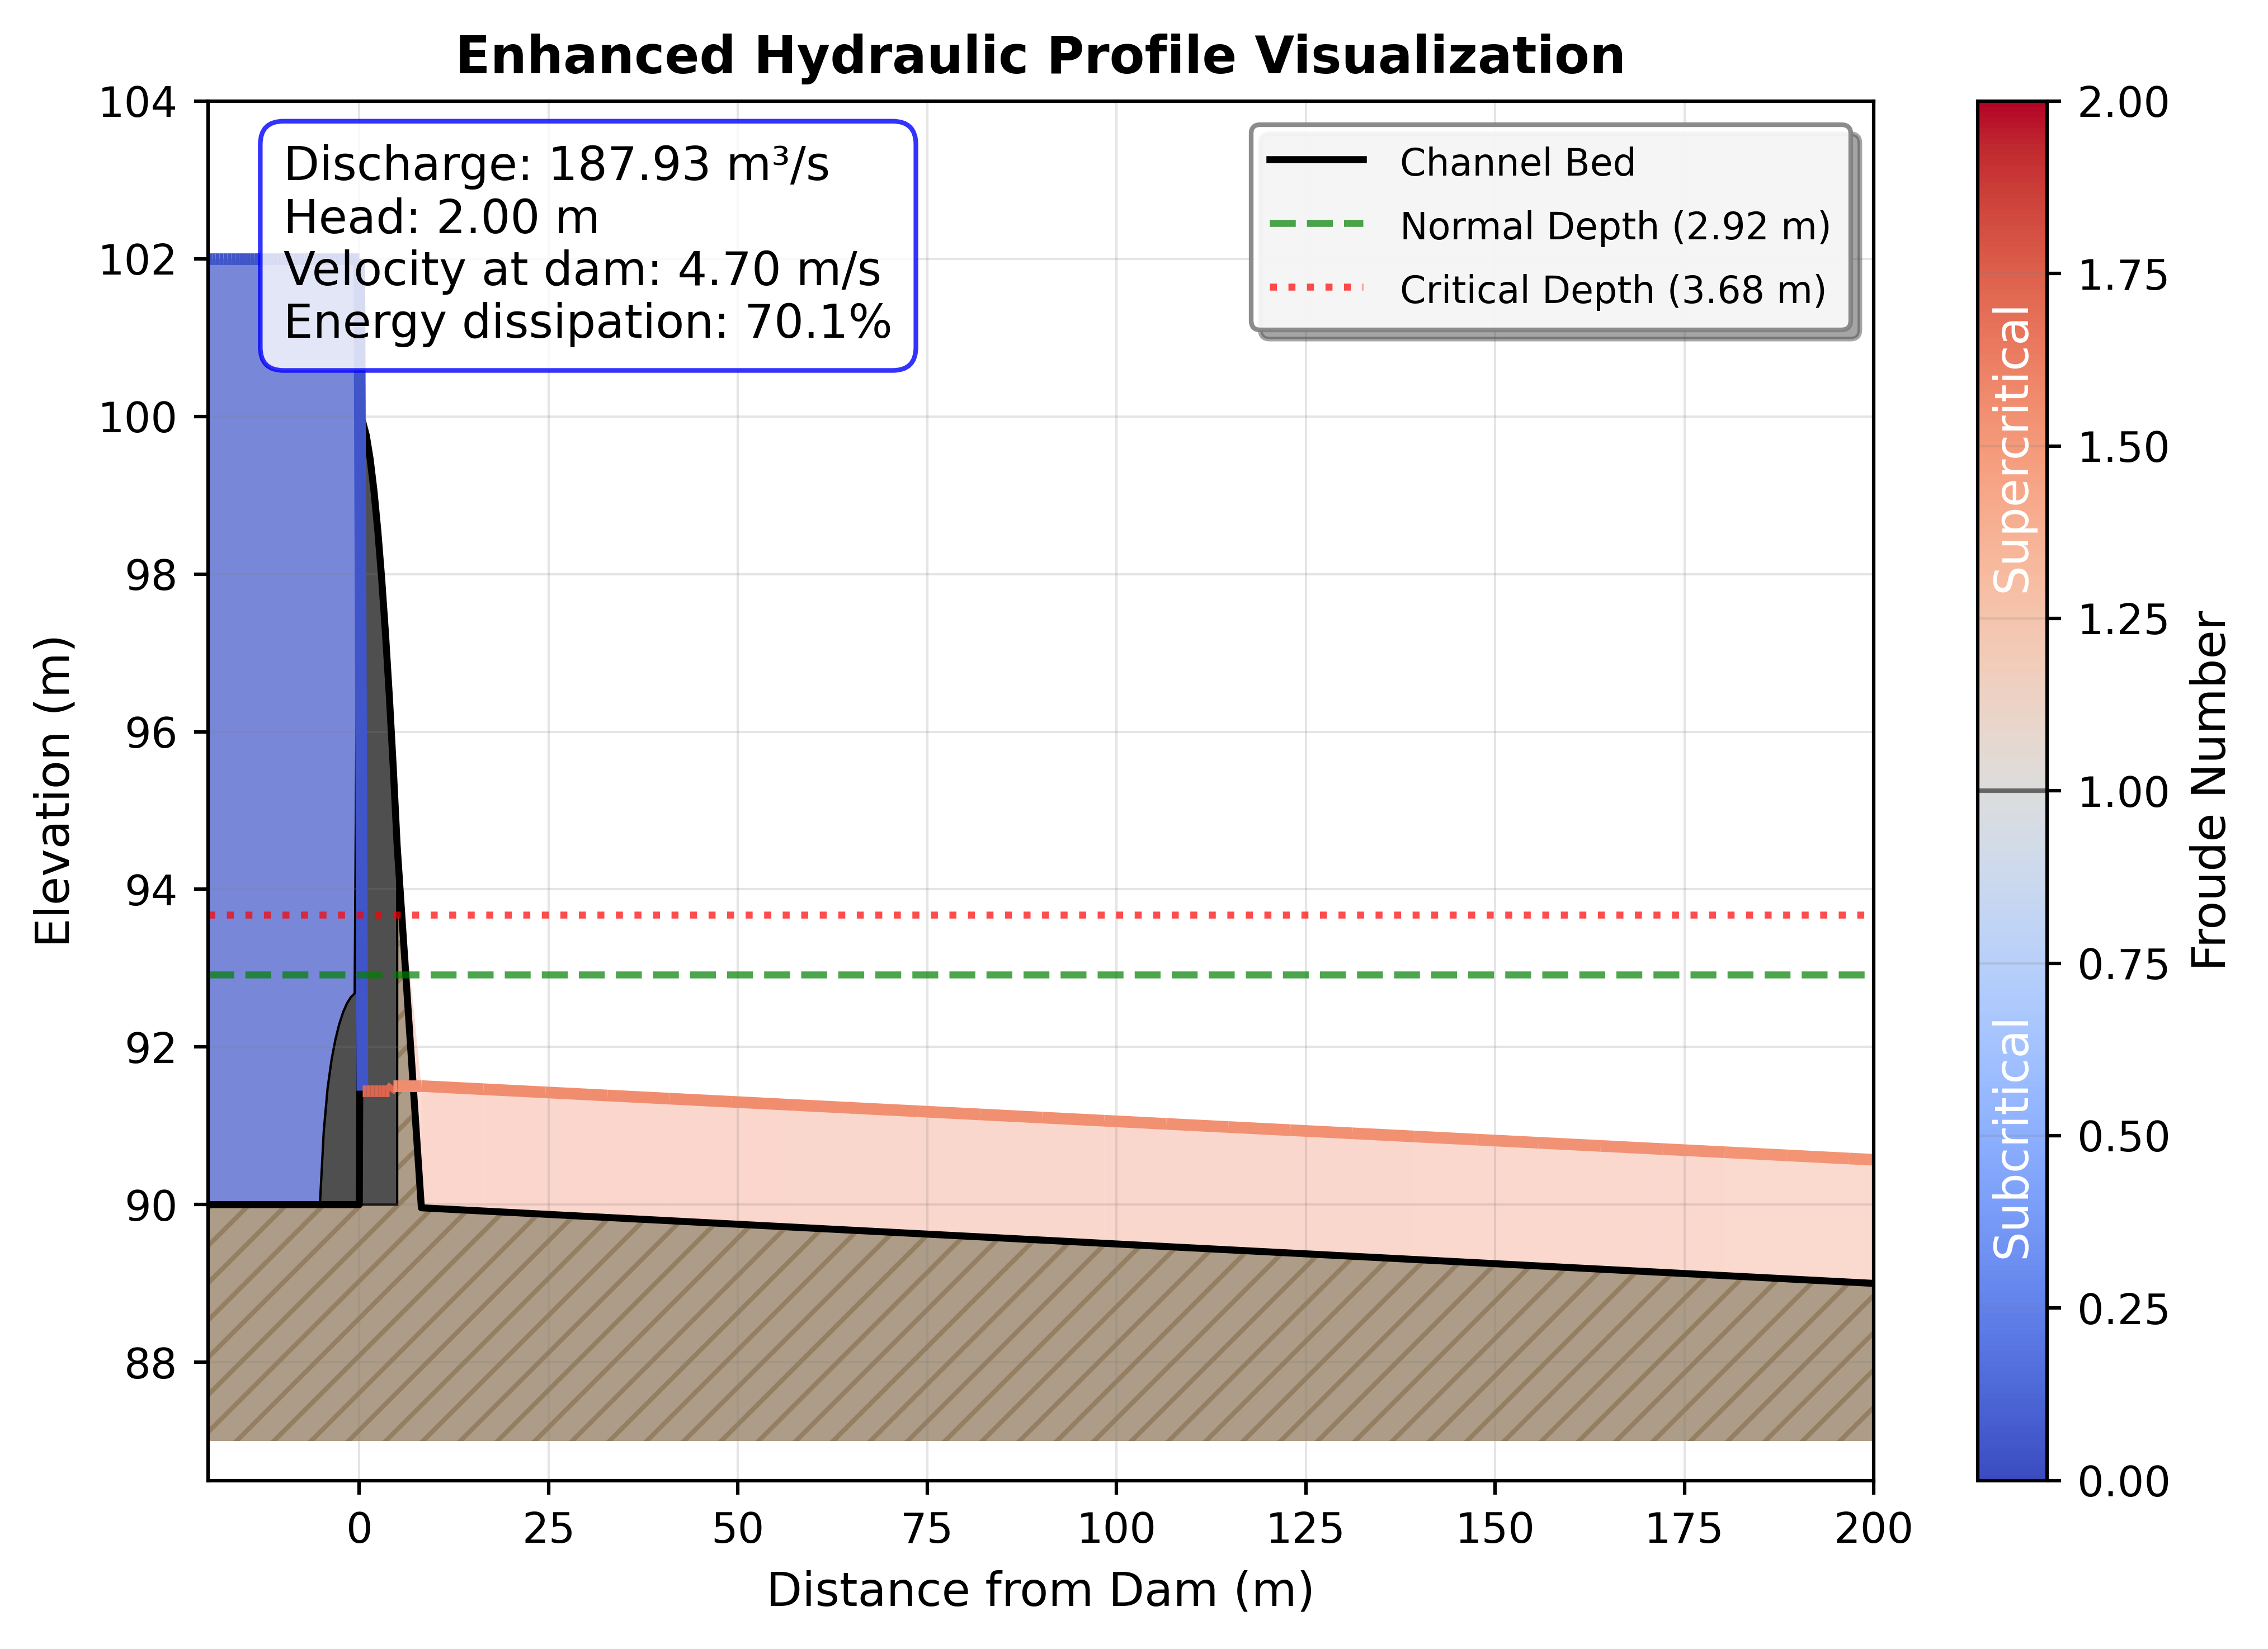 Enhanced Hydraulic Profile Visualization
Discharge: 187.93 m³/s
Head: 2.00 m
Velocity at dam: 4.70 m/s
Energy dissipation: 70.1%
Channel Bed
Normal Depth (2.92 m)
Critical Depth (3.68 m)
Elevation (m)
104
102
100
98
96
94
92
90
88
0
25
50
75
100
125
150
175
200
Distance from Dam (m)
Supercritical
Subcritical
2.00
1.75
1.50
1.25
1.00
0.75
0.50
0.25
0.00
Froude Number